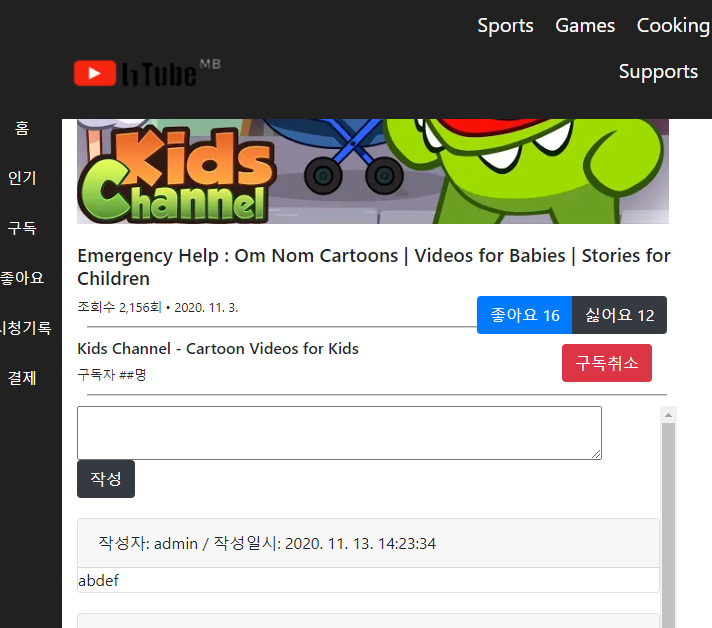 Sports Games Cooking
Supports
Tube MB
홈
인기
구독
좋아요
시청기록
결제
Kids
Channel
Emergency Help : Om Nom Cartoons | Videos for Babies | Stories for
Children
조회수 2,156회 • 2020. 11. 3.
좋아요 16 싫어요 12
Kids Channel - Cartoon Videos for Kids
구독자 ##명
구독취소
작성
작성자: admin / 작성일시: 2020. 11. 13. 14:23:34
abdef